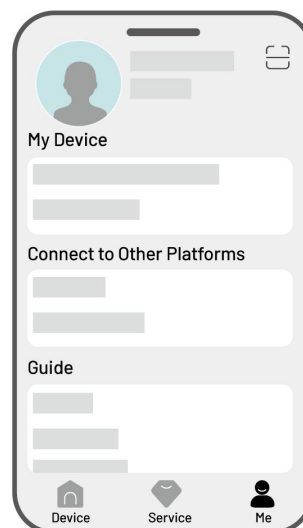 My Device
Connect to Other Platforms
Guide
Device
Service
Me